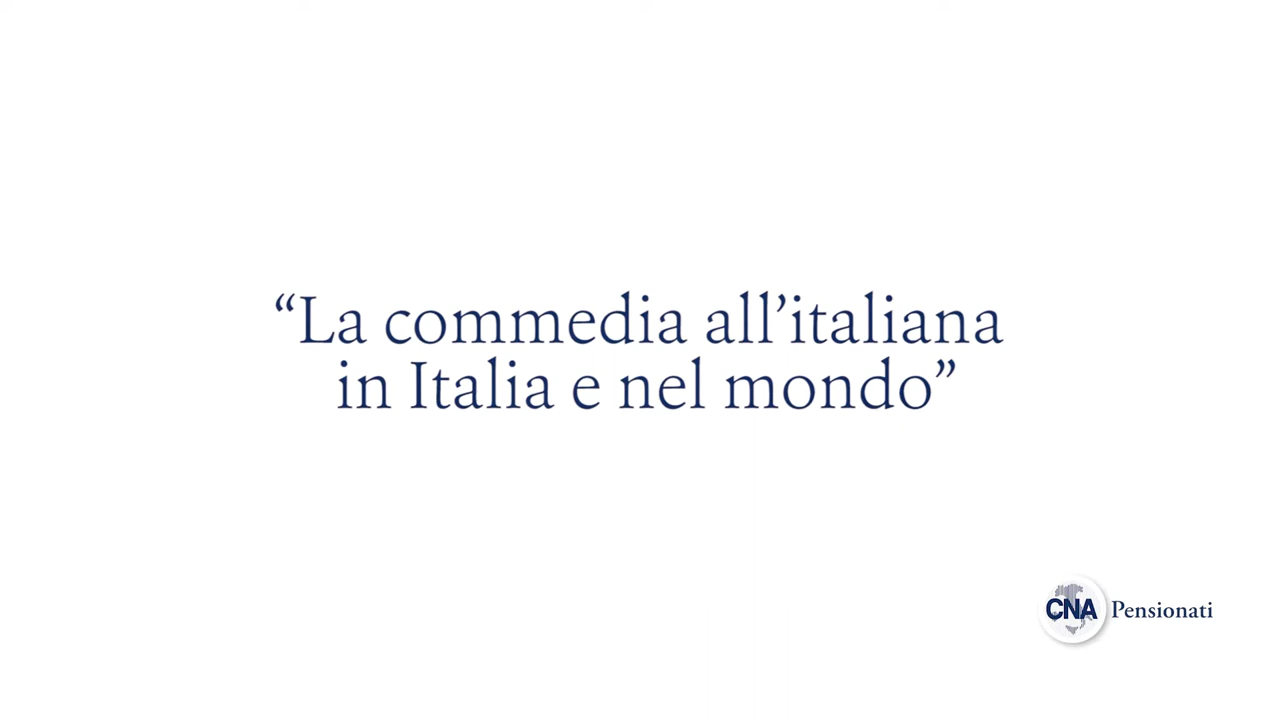 “La commedia all’italiana
in Italia e nel mondo”
CNA Pensionati